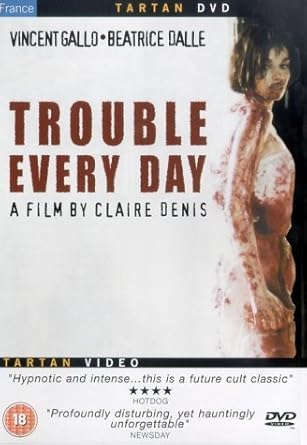 France
TARTAN DVD
VINCENT GALLO • BEATRICE DALLE
TROUBLE
EVERY DAY
A FILM BY CLAIRE DENIS
TARTAN VIDEO
"Hypnotic and intense...this is a future cult classic"
★★★★
HOTDOG
"Profoundly disturbing, yet hauntingly
unforgettable"
NEWSDAY
18
DVD
VIDEO